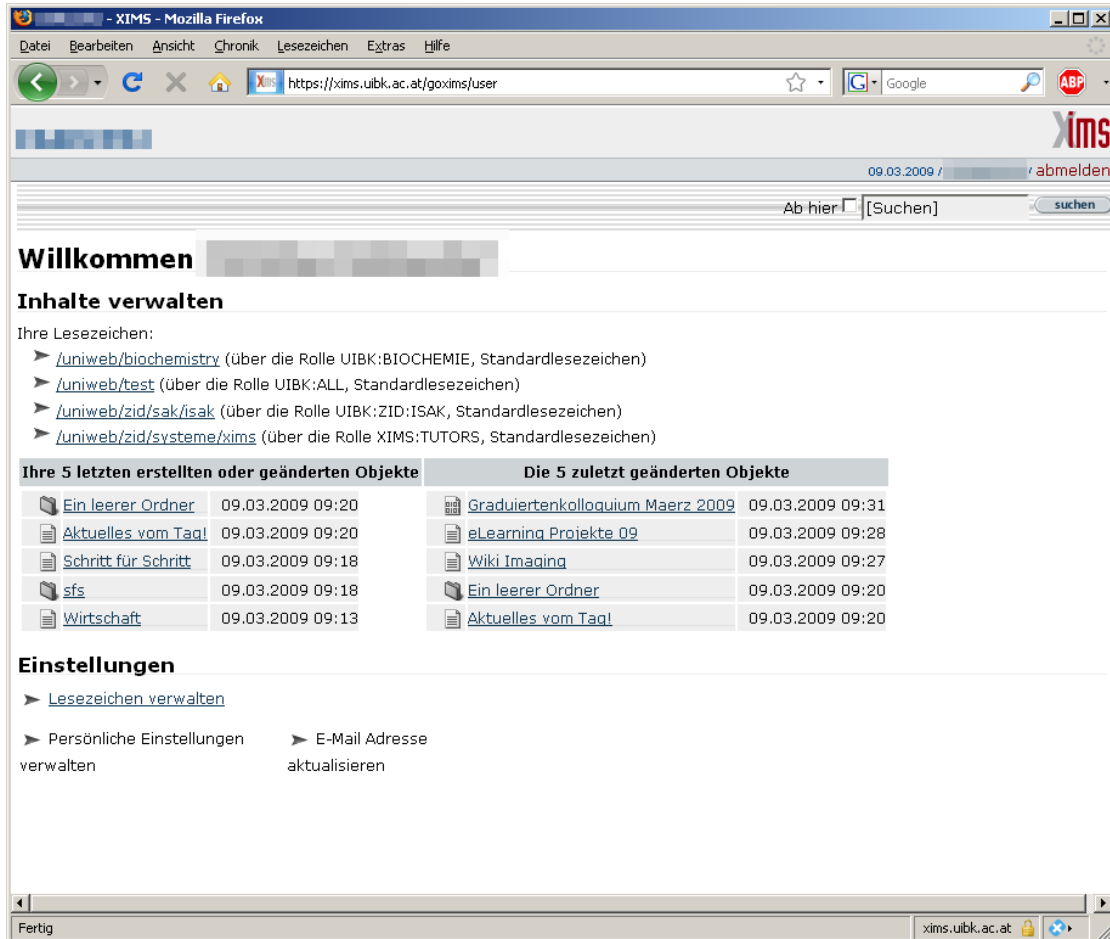 - XIMS - Mozilla Firefox
Datei Bearbeiten Ansicht Chronik Lesezeichen Extras Hilfe
Xims https://xims.uibk.ac.at/goxims/user G Google ABP
Xims
09.03.2009 / / abmelden
Ab hier [Suchen] suchen
Willkommen
Inhalte verwalten
Ihre Lesezeichen:
/uniweb/biochemistry (über die Rolle UIBK:BIOCHEMIE, Standardlesezeichen)
/uniweb/test (über die Rolle UIBK:ALL, Standardlesezeichen)
/uniweb/zid/sak/isak (über die Rolle UIBK:ZID:ISAK, Standardlesezeichen)
/uniweb/zid/systeme/xims (über die Rolle XIMS:TUTORS, Standardlesezeichen)
Ihre 5 letzten erstellten oder geänderten Objekte Die 5 zuletzt geänderten Objekte
Ein leerer Ordner 09.03.2009 09:20 Graduiertenkolloquium Maerz 2009 09.03.2009 09:31
Aktuelles vom Tag! 09.03.2009 09:20 eLearning Projekte 09 09.03.2009 09:28
Schritt für Schritt 09.03.2009 09:18 Wiki Imaging 09.03.2009 09:27
sfs 09.03.2009 09:18 Ein leerer Ordner 09.03.2009 09:20
Wirtschaft 09.03.2009 09:13 Aktuelles vom Tag! 09.03.2009 09:20
Einstellungen
Lesezeichen verwalten
Persönliche Einstellungen E-Mail Adresse
verwalten aktualisieren
Fertig xims.uibk.ac.at